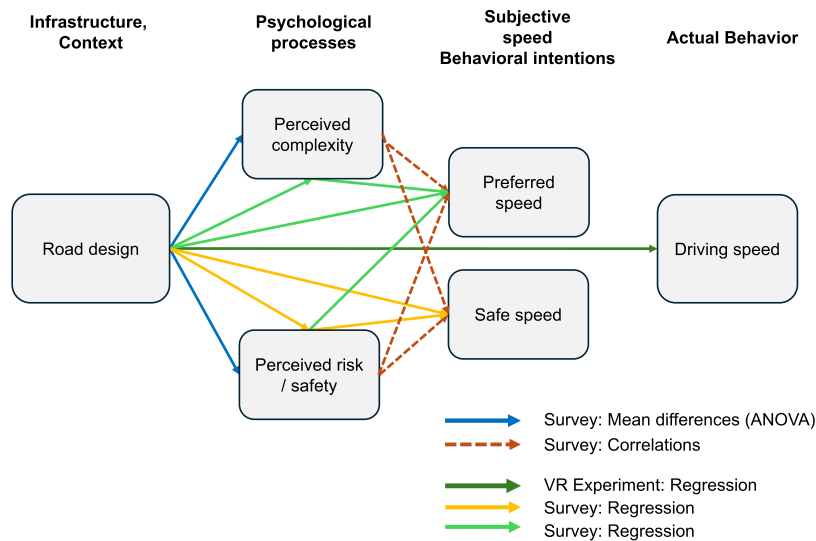 Infrastructure,
Context
Psychological
processes
Subjective
speed
Behavioral intentions
Actual Behavior
Perceived
complexity
Preferred
speed
Road design
Driving speed
Safe speed
Perceived risk
/ safety
Survey: Mean differences (ANOVA)
Survey: Correlations
VR Experiment: Regression
Survey: Regression
Survey: Regression